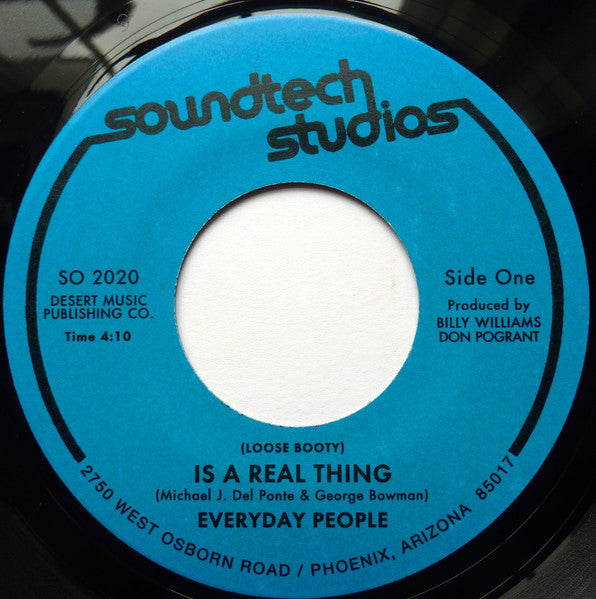 soundtech
studios
SO 2020
DESERT MUSIC
PUBLISHING CO.
Time 4:10
Side One
Produced by
BILLY WILLIAMS
DON POGRANT
(LOOSE BOOTY)
IS A REAL THING
(Michael J. Del Ponte & George Bowman)
EVERYDAY PEOPLE
2750 WEST OSBORN ROAD / PHOENIX, ARIZONA 85017